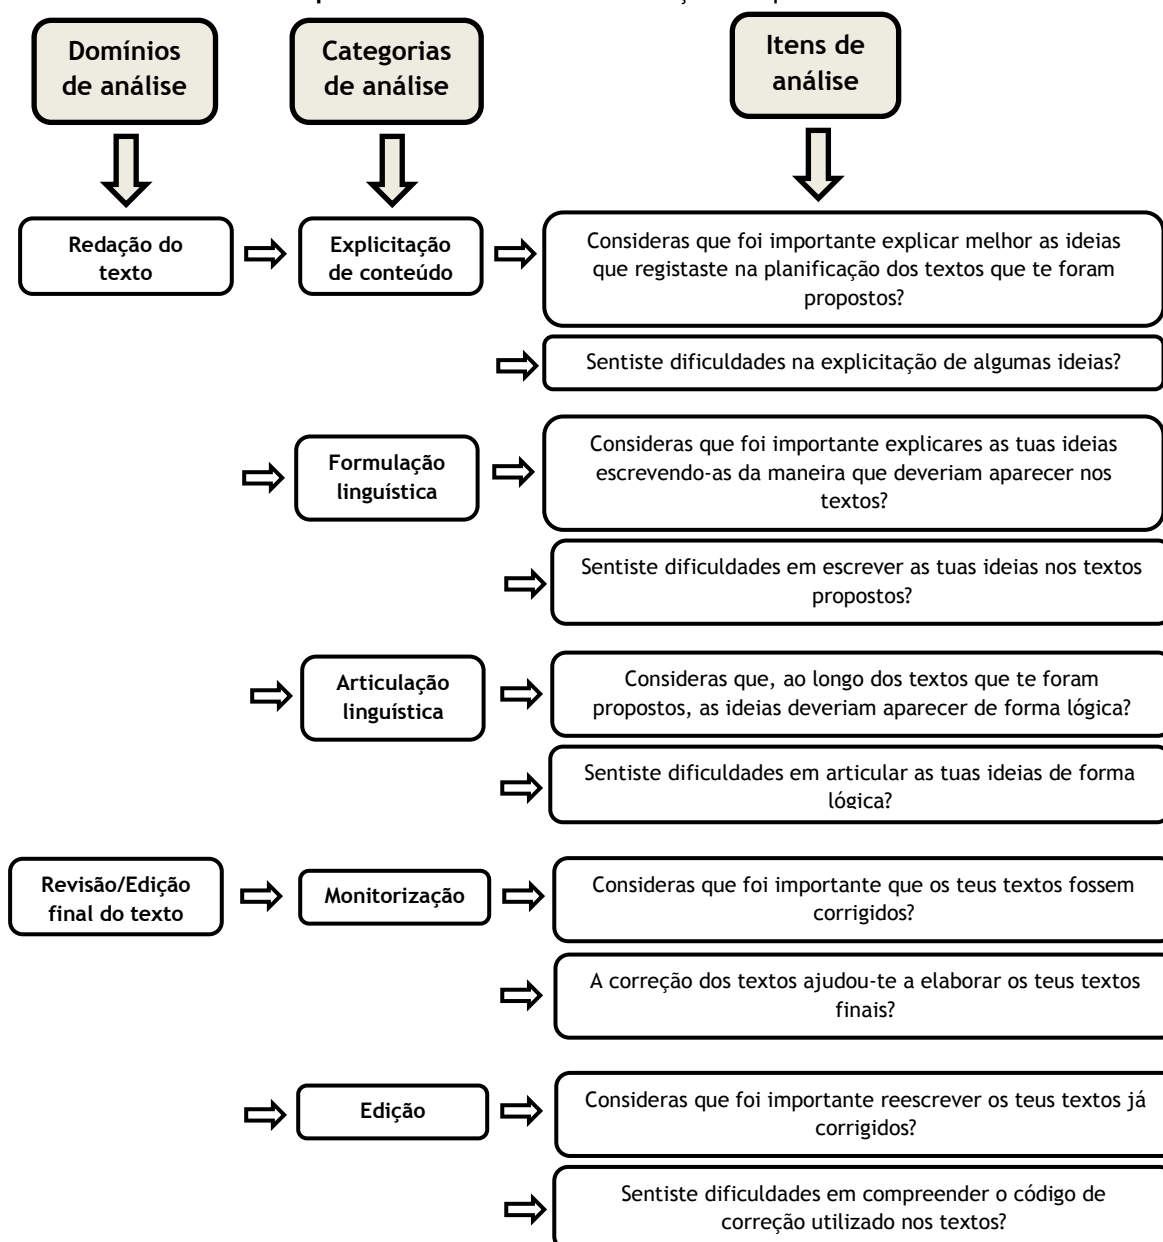 Domínios
de análise
Categorias
de análise
Itens de
análise
Redação do
texto
Explicitação
de conteúdo
Consideras que foi importante explicar melhor as ideias
que registaste na planificação dos textos que te foram
propostos?
Sentiste dificuldades na explicitação de algumas ideias?
Formulação
linguística
Consideras que foi importante explicares as tuas ideias
escrevendo-as da maneira que deveriam aparecer nos
textos?
Sentiste dificuldades em escrever as tuas ideias nos textos
propostos?
Articulação
linguística
Consideras que, ao longo dos textos que te foram
propostos, as ideias deveriam aparecer de forma lógica?
Sentiste dificuldades em articular as tuas ideias de forma
lógica?
Revisão/Edição
final do texto
Monitorização
Consideras que foi importante que os teus textos fossem
corrigidos?
A correção dos textos ajudou-te a elaborar os teus textos
finais?
Edição
Consideras que foi importante reescrever os teus textos já
corrigidos?
Sentiste dificuldades em compreender o código de
correção utilizado nos textos?